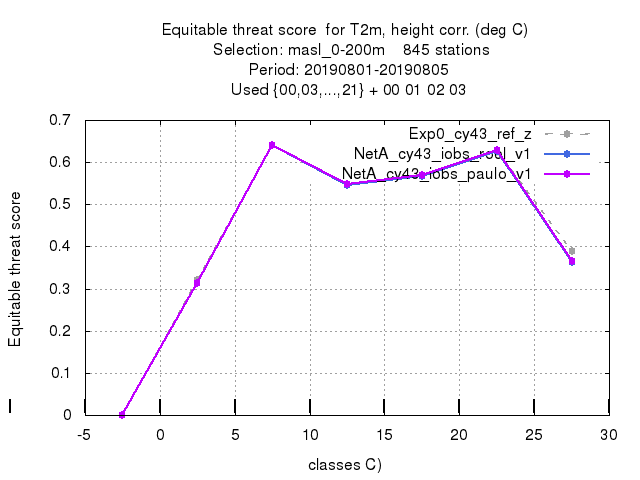 Equitable threat score  for T2m, height corr. (deg C)
Selection: masl_0-200m    845 stations
Period: 20190801-20190805
Used {00,03,...,21} + 00 01 02 03
Exp0_cy43_ref_z
NetA_cy43_iobs_roel_v1
NetA_cy43_iobs_paulo_v1
Equitable threat score
0.7
0.6
0.5
0.4
0.3
0.2
0.1
0
-5 0 5 10 15 20 25 30
classes C)